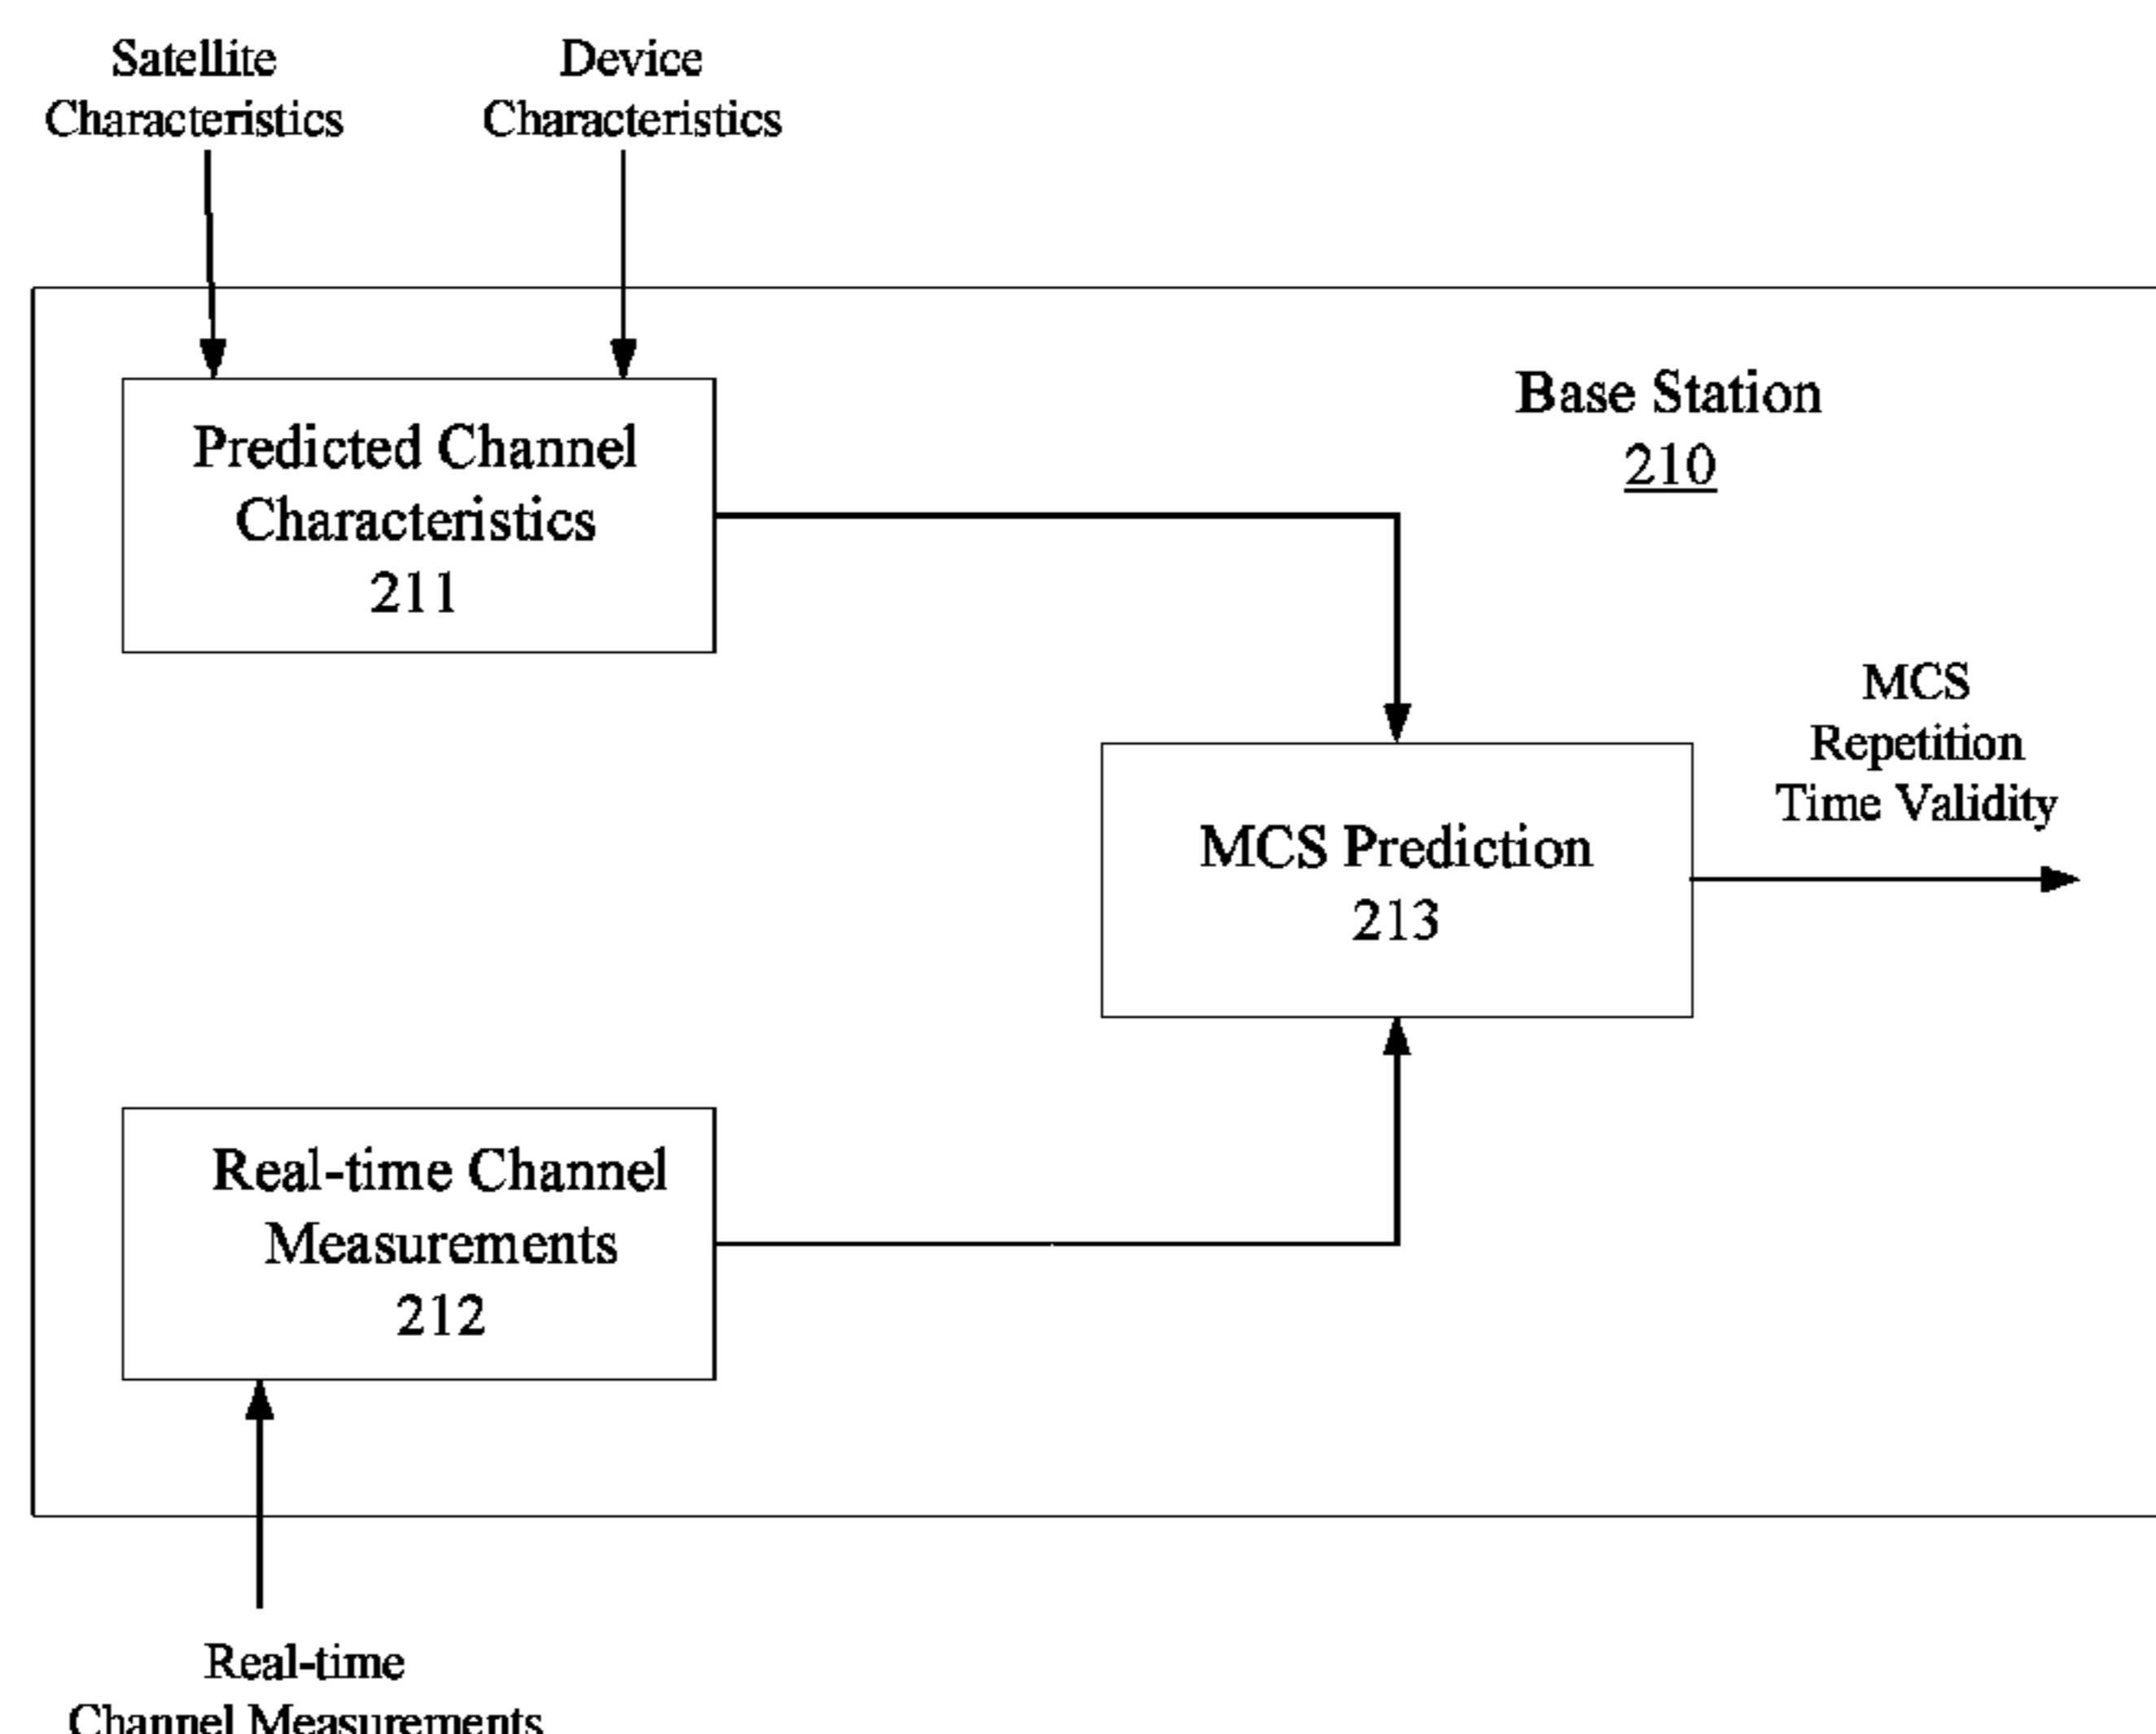 Satellite
Characteristics
Device
Characteristics
Predicted Channel
Characteristics
211
Base Station
210
MCS
Repetition
Time Validity
MCS Prediction
213
Real-time Channel
Measurements
212
Real-time
Channel Measurements